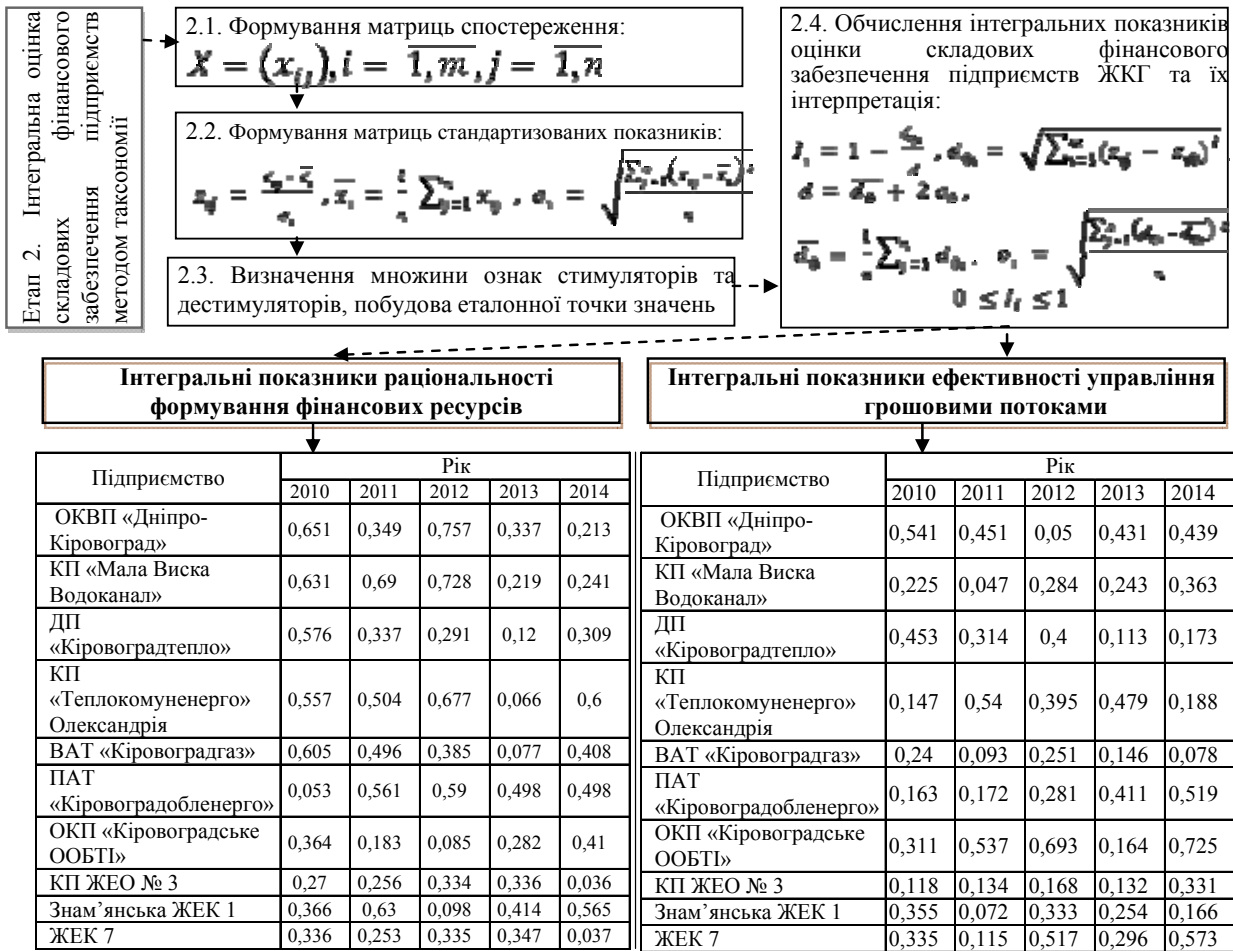 Етап 2. Інтегральна оцінка
складових фінансового
забезпечення підприємств
методом таксономії
2.1. Формування матриць спостереження:
X = (x_ij), i = 1,m, j = 1,n
2.2. Формування матриць стандартизованих показників:
2.3. Визначення множини ознак стимуляторів та
дестимуляторів, побудова еталонної точки значень
2.4. Обчислення інтегральних показників
оцінки складових фінансового
забезпечення підприємств ЖКГ та їх
інтерпретація:
0 ≤ I_i ≤ 1
Інтегральні показники раціональності
формування фінансових ресурсів
Підприємство Рік
2010 2011 2012 2013 2014
ОКВП «Дніпро-
Кіровоград» 0,651 0,349 0,757 0,337 0,213
КП «Мала Виска
Водоканал» 0,631 0,69 0,728 0,219 0,241
ДП
«Кіровоградтепло» 0,576 0,337 0,291 0,12 0,309
КП
«Теплокомуненерго» 0,557 0,504 0,677 0,066 0,6
Олександрія
ВАТ «Кіровоградгаз» 0,605 0,496 0,385 0,077 0,408
ПАТ
«Кіровоградобленерго» 0,053 0,561 0,59 0,498 0,498
ОКП «Кіровоградське
ООБТІ» 0,364 0,183 0,085 0,282 0,41
КП ЖЕО № 3 0,27 0,256 0,334 0,336 0,036
Знам’янська ЖЕК 1 0,366 0,63 0,098 0,414 0,565
ЖЕК 7 0,336 0,253 0,335 0,347 0,037
Інтегральні показники ефективності управління
грошовими потоками
Підприємство Рік
2010 2011 2012 2013 2014
ОКВП «Дніпро-
Кіровоград» 0,541 0,451 0,05 0,431 0,439
КП «Мала Виска
Водоканал» 0,225 0,047 0,284 0,243 0,363
ДП
«Кіровоградтепло» 0,453 0,314 0,4 0,113 0,173
КП
«Теплокомуненерго» 0,147 0,54 0,395 0,479 0,188
Олександрія
ВАТ «Кіровоградгаз» 0,24 0,093 0,251 0,146 0,078
ПАТ
«Кіровоградобленерго» 0,163 0,172 0,281 0,411 0,519
ОКП «Кіровоградське
ООБТІ» 0,311 0,537 0,693 0,164 0,725
КП ЖЕО № 3 0,118 0,134 0,168 0,132 0,331
Знам’янська ЖЕК 1 0,355 0,072 0,333 0,254 0,166
ЖЕК 7 0,335 0,115 0,517 0,296 0,573